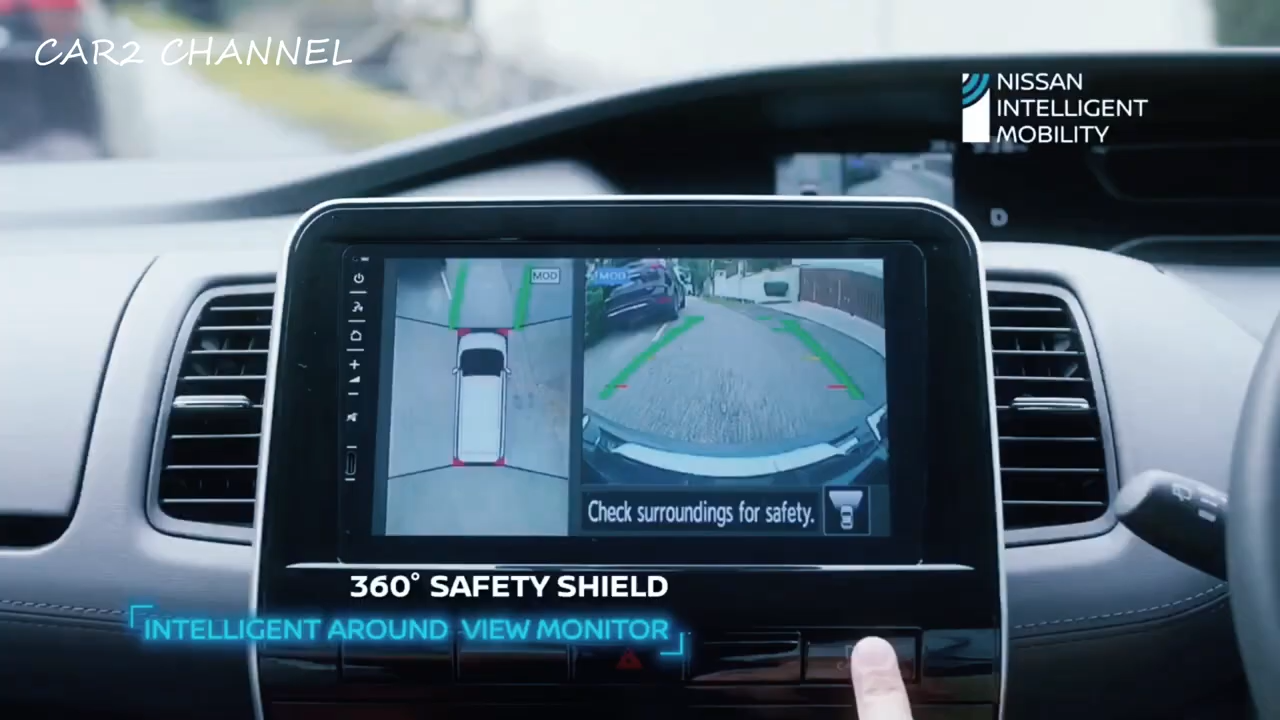 CAR2 CHANNEL
NISSAN
INTELLIGENT
MOBILITY
D
MOD
MOD
Check surroundings for safety.
360° SAFETY SHIELD
INTELLIGENT AROUND VIEW MONITOR